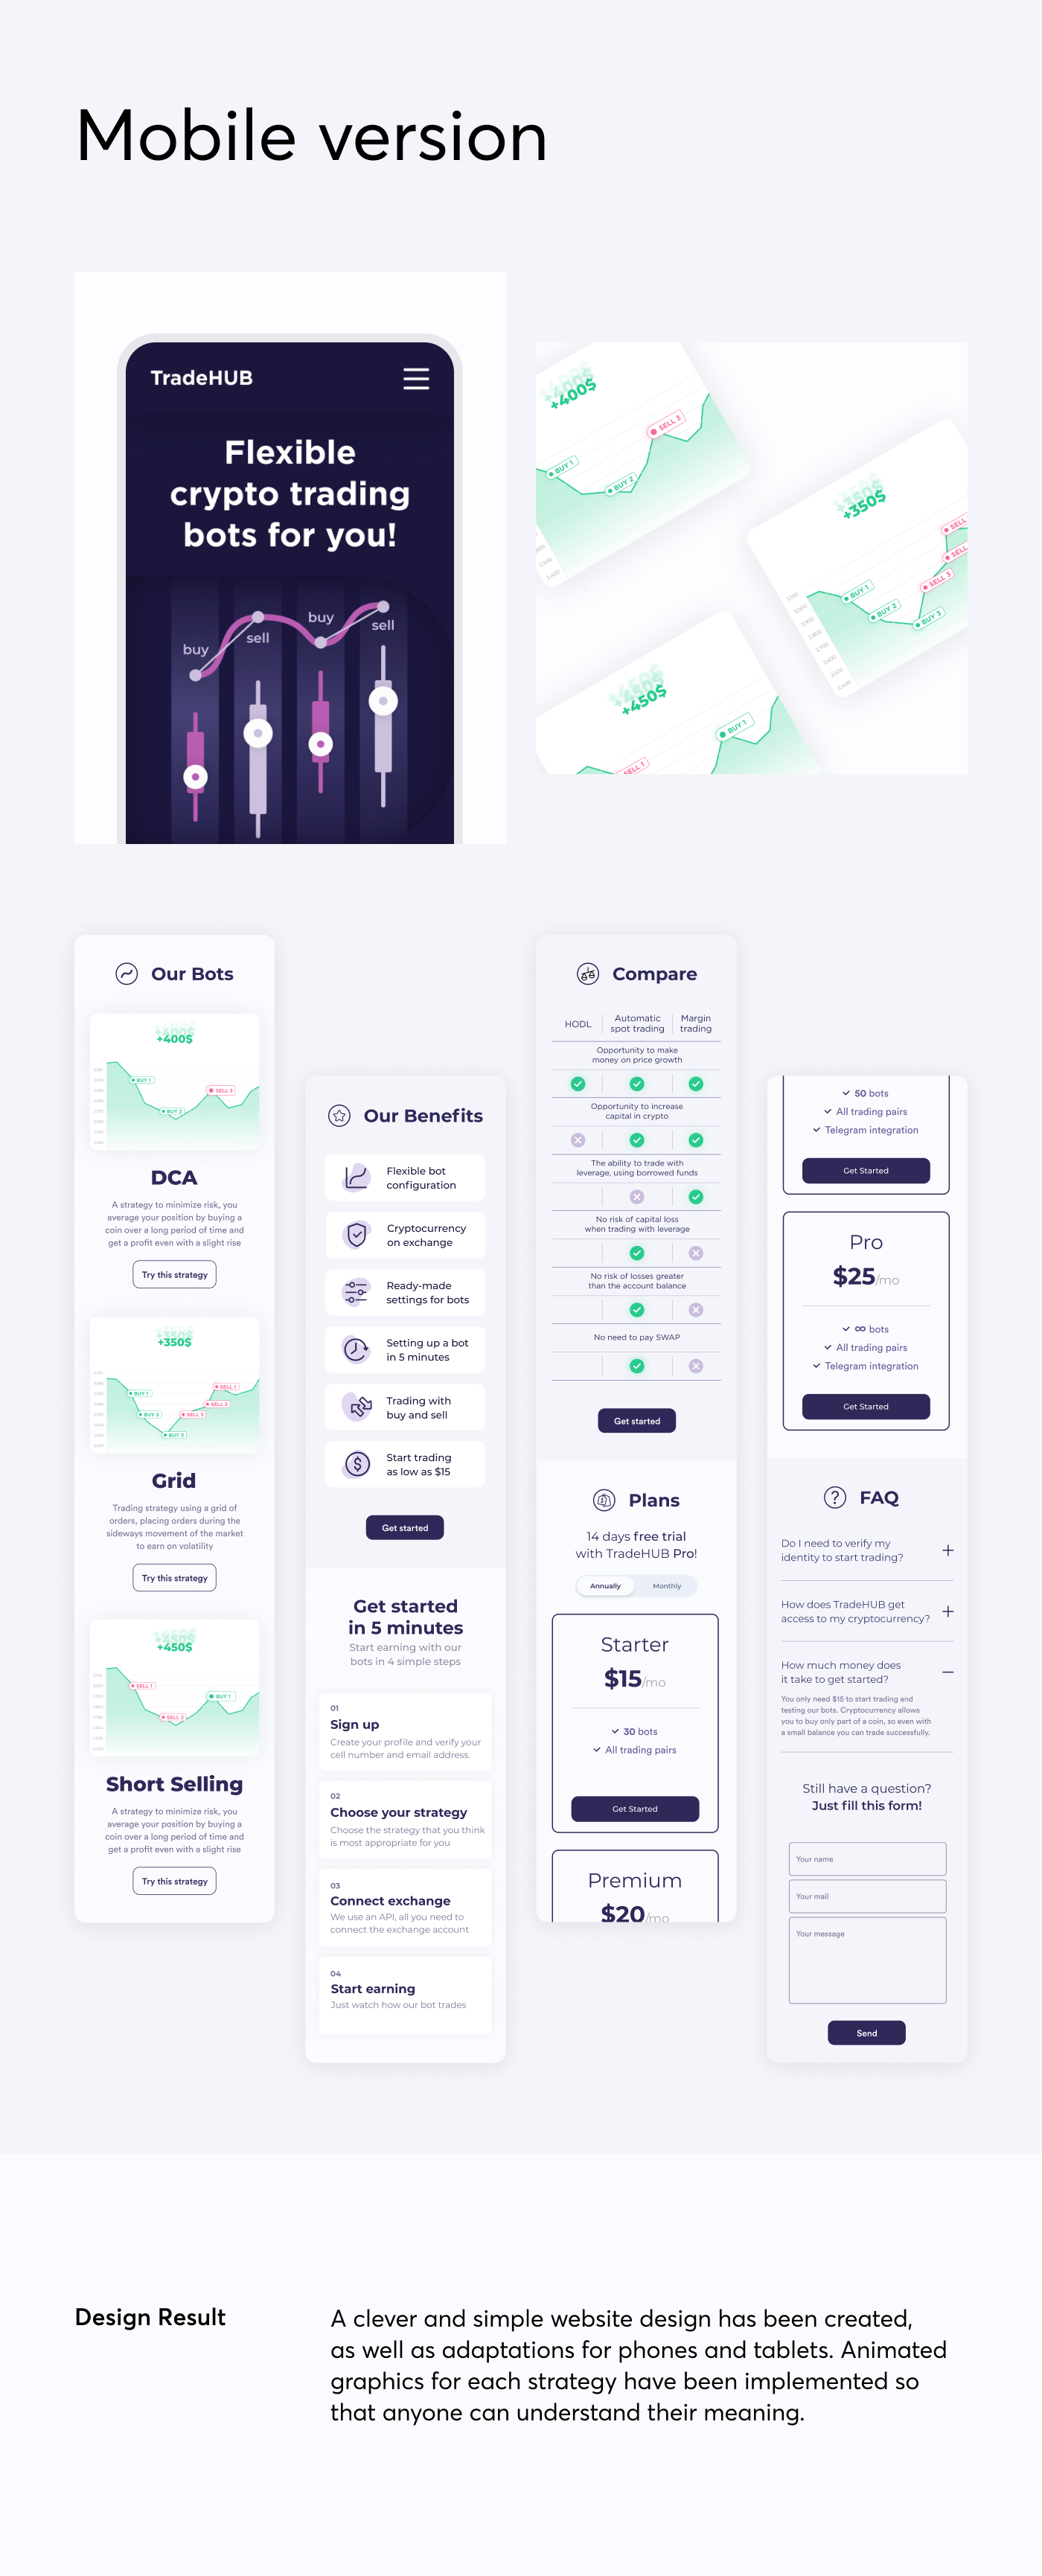 Mobile version
TradeHUB
Flexible
crypto trading
bots for you!
buy
sell
buy
sell
+400$
BUY 1
BUY 2
SELL 3
2,500
2,400
+350$
3,100
3,000
2,900
2,800
2,700
2,600
2,500
2,400
BUY 1
BUY 2
BUY 3
SELL 3
SELL
SELL
+450$
SELL 1
BUY 1
Our Bots
+400$
BUY 1
BUY 2
SELL 3
DCA
A strategy to minimize risk, you
average your position by buying a
coin over a long period of time and
get a profit even with a slight rise
Try this strategy
+350$
BUY 1
BUY 2
BUY 3
SELL 3
SELL 2
SELL 1
Grid
Trading strategy using a grid of
orders, placing orders during the
sideways movement of the market
to earn on volatility
Try this strategy
+450$
SELL 1
SELL 2
BUY 1
Short Selling
A strategy to minimize risk, you
average your position by buying a
coin over a long period of time and
get a profit even with a slight rise
Try this strategy
Our Benefits
Flexible bot
configuration
Cryptocurrency
on exchange
Ready-made
settings for bots
Setting up a bot
in 5 minutes
Trading with
buy and sell
Start trading
as low as $15
Get started
Get started
in 5 minutes
Start earning with our
bots in 4 simple steps
01
Sign up
Create your profile and verify your
cell number and email address.
02
Choose your strategy
Choose the strategy that you think
is most appropriate for you
03
Connect exchange
We use an API, all you need to
connect the exchange account
04
Start earning
Just watch how our bot trades
Compare
HODL
Automatic
spot trading
Margin
trading
Opportunity to make
money on price growth
Opportunity to increase
capital in crypto
The ability to trade with
leverage, using borrowed funds
No risk of capital loss
when trading with leverage
No risk of losses greater
than the account balance
No need to pay SWAP
Get started
Plans
14 days free trial
with TradeHUB Pro!
Annually
Monthly
Starter
$15/mo
30 bots
All trading pairs
Get Started
Premium
$20/mo
50 bots
All trading pairs
Telegram integration
Get Started
Pro
$25/mo
∞ bots
All trading pairs
Telegram integration
Get Started
FAQ
Do I need to verify my
identity to start trading?
How does TradeHUB get
access to my cryptocurrency?
How much money does
it take to get started?
You only need $15 to start trading and
testing our bots. Cryptocurrency allows
you to buy only part of a coin, so even with
a small balance you can trade successfully.
Still have a question?
Just fill this form!
Your name
Your mail
Your message
Send
Design Result
A clever and simple website design has been created,
as well as adaptations for phones and tablets. Animated
graphics for each strategy have been implemented so
that anyone can understand their meaning.